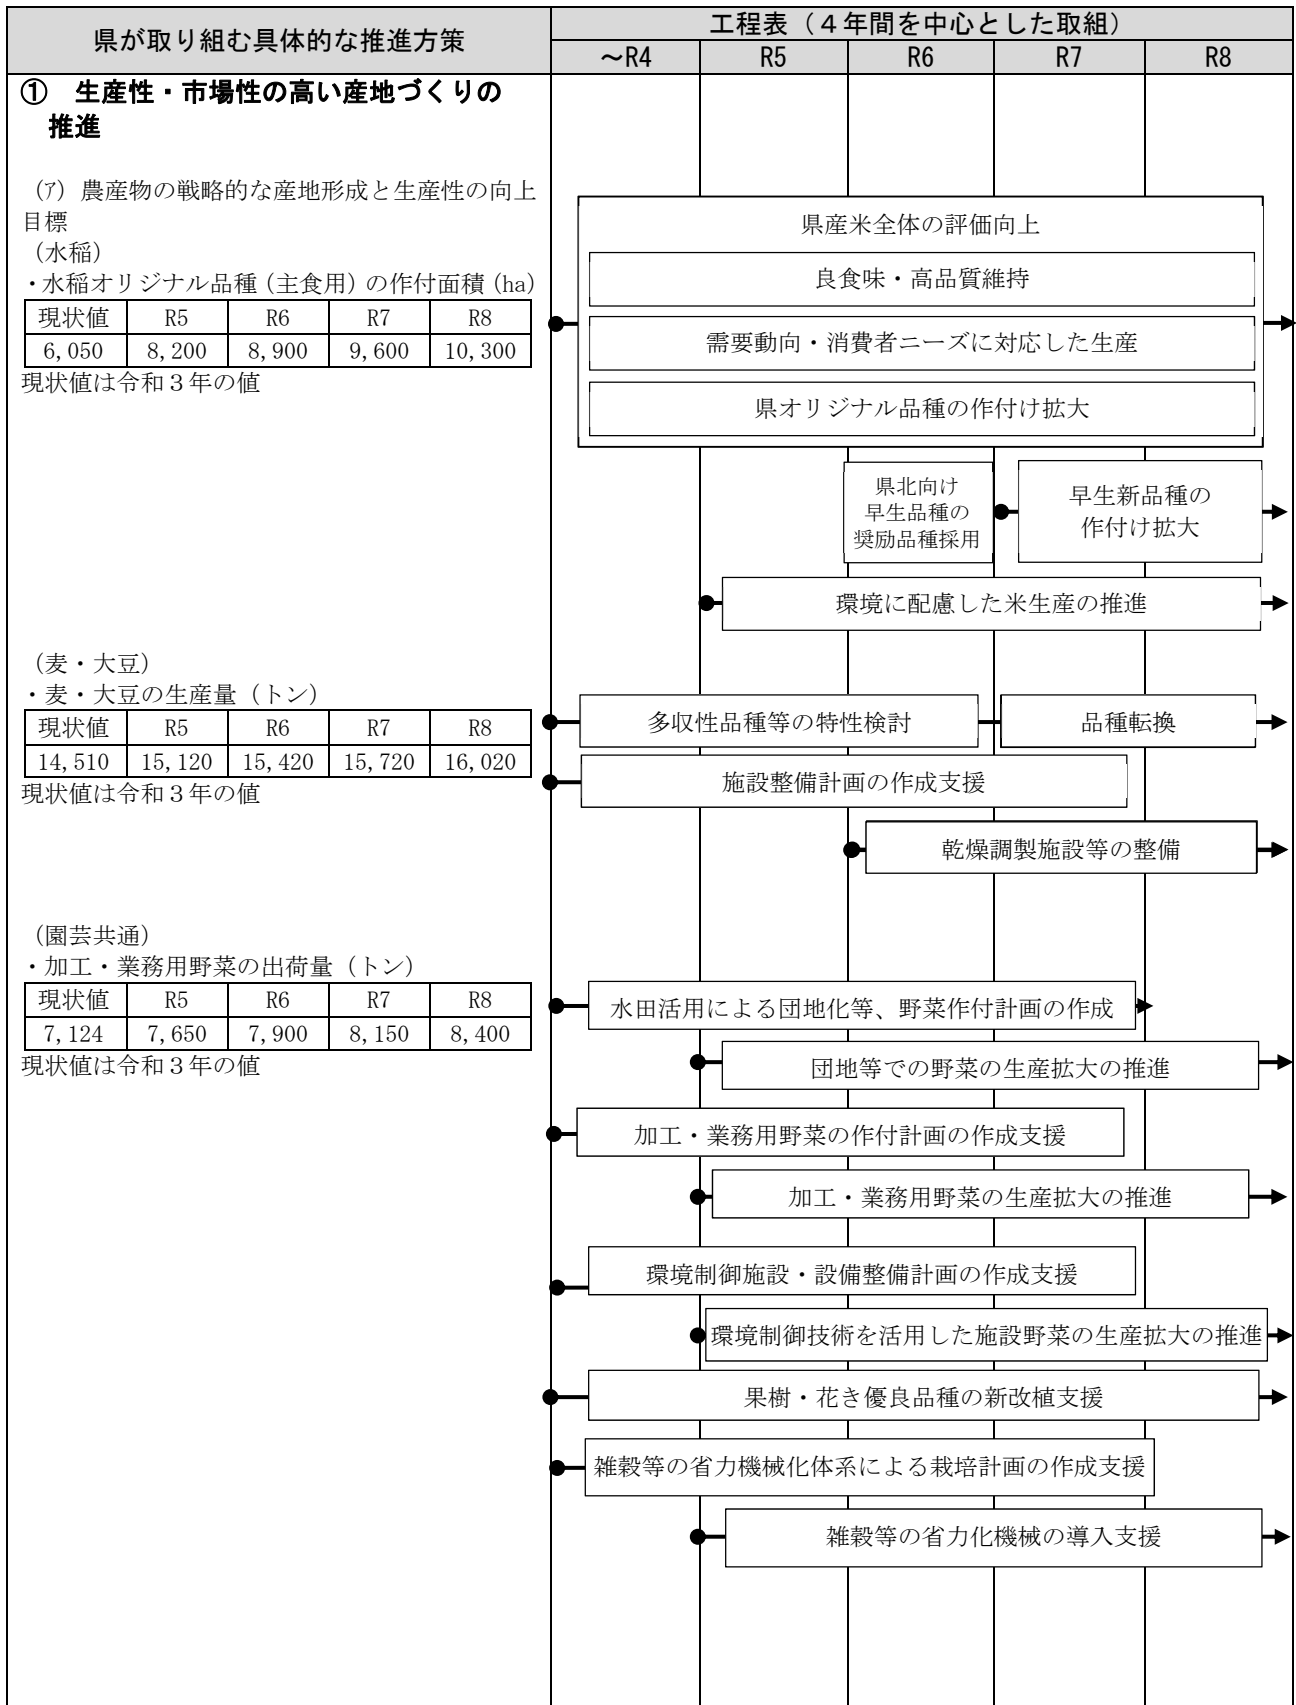 県が取り組む具体的な推進方策
工程表（４年間を中心とした取組）
～R4 R5 R6 R7 R8
① 生産性・市場性の高い産地づくりの
推進
(ｱ) 農産物の戦略的な産地形成と生産性の向上
目標
（水稲）
・水稲オリジナル品種（主食用）の作付面積（ha）
現状値 R5 R6 R7 R8
6,050 8,200 8,900 9,600 10,300
現状値は令和３年の値
県産米全体の評価向上
良食味・高品質維持
需要動向・消費者ニーズに対応した生産
県オリジナル品種の作付け拡大
県北向け
早生品種の
奨励品種採用
早生新品種の
作付け拡大
環境に配慮した米生産の推進
（麦・大豆）
・麦・大豆の生産量（トン）
現状値 R5 R6 R7 R8
14,510 15,120 15,420 15,720 16,020
現状値は令和３年の値
多収性品種等の特性検討
品種転換
施設整備計画の作成支援
乾燥調製施設等の整備
（園芸共通）
・加工・業務用野菜の出荷量（トン）
現状値 R5 R6 R7 R8
7,124 7,650 7,900 8,150 8,400
現状値は令和３年の値
水田活用による団地化等、野菜作付計画の作成
団地等での野菜の生産拡大の推進
加工・業務用野菜の作付計画の作成支援
加工・業務用野菜の生産拡大の推進
環境制御施設・設備整備計画の作成支援
環境制御技術を活用した施設野菜の生産拡大の推進
果樹・花き優良品種の新改植支援
雑穀等の省力機械化体系による栽培計画の作成支援
雑穀等の省力化機械の導入支援